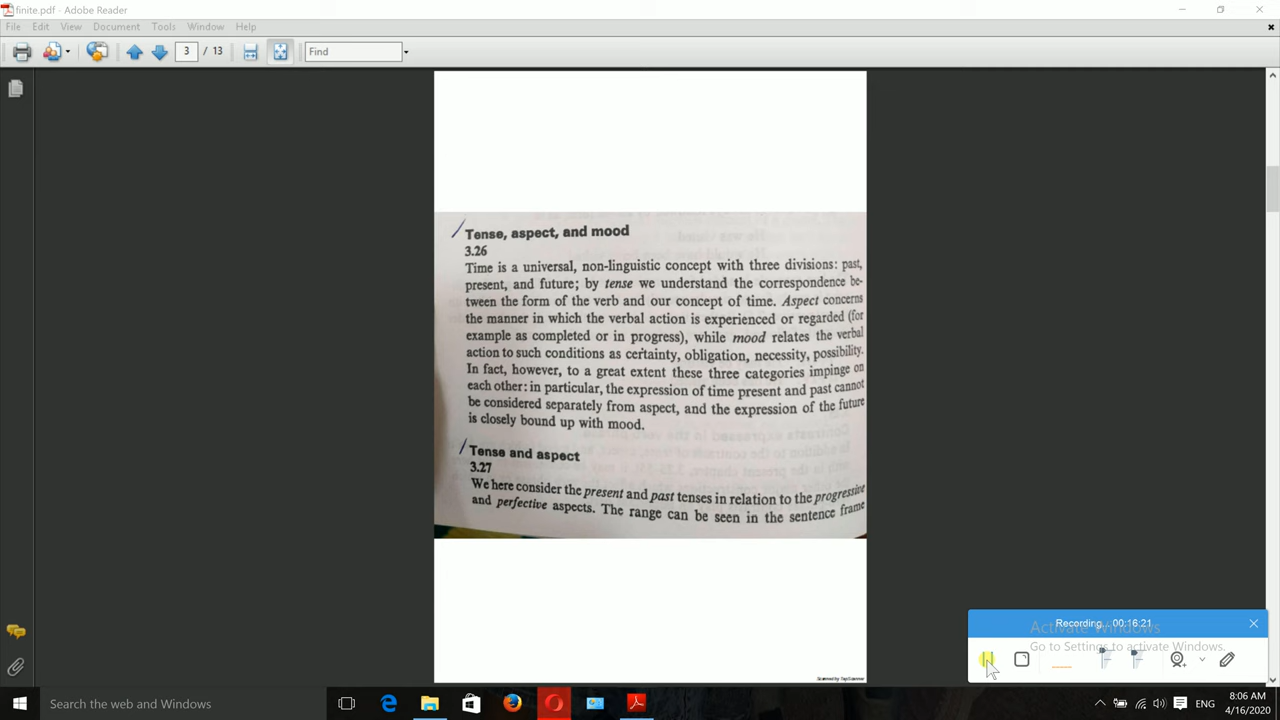 finite.pdf - Adobe Reader
File Edit View Document Tools Window Help
3 / 13 Find
Tense, aspect, and mood
3.26
Time is a universal, non-linguistic concept with three divisions: past,
present, and future; by tense we understand the correspondence be-
tween the form of the verb and our concept of time. Aspect concerns
the manner in which the verbal action is experienced or regarded (for
example as completed or in progress), while mood relates the verbal
action to such conditions as certainty, obligation, necessity, possibility.
In fact, however, to a great extent these three categories impinge on
each other: in particular, the expression of time present and past cannot
be considered separately from aspect, and the expression of the future
is closely bound up with mood.
Tense and aspect
3.27
We here consider the present and past tenses in relation to the progressive
and perfective aspects. The range can be seen in the sentence frame
Scanned by TapScanner
Recording... 00:16:21
Activate Windows
Go to Settings to activate Windows.
Search the web and Windows
ENG
8:06 AM
4/16/2020